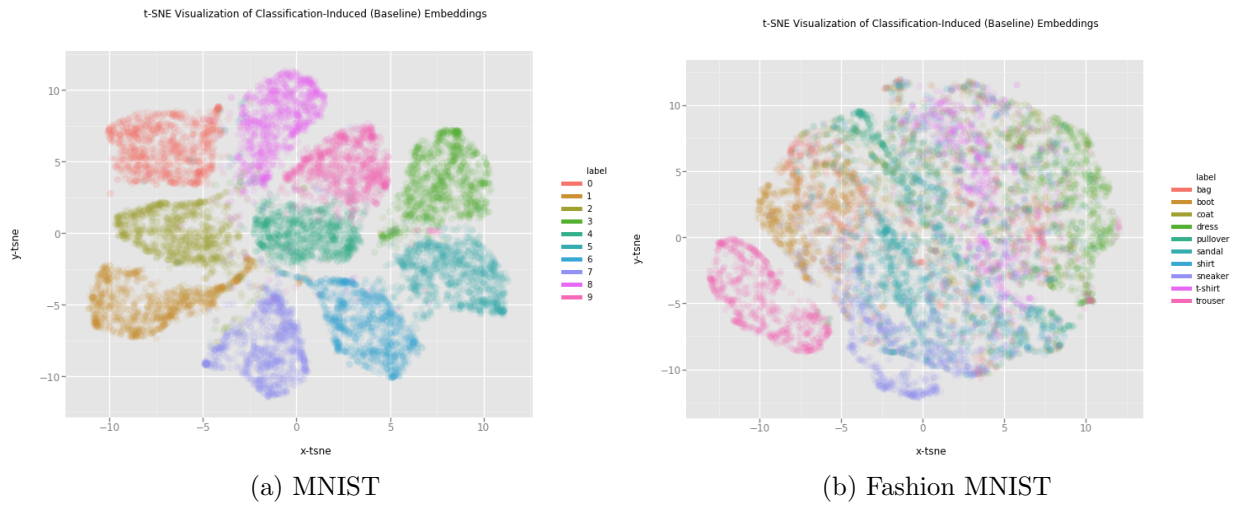 t-SNE Visualization of Classification-Induced (Baseline) Embeddings
10
5
0
−5
−10
y-tsne
−10
−5
0
5
10
x-tsne
label
0
1
2
3
4
5
6
7
8
9
(a) MNIST
t-SNE Visualization of Classification-Induced (Baseline) Embeddings
10
5
0
−5
−10
y-tsne
−10
−5
0
5
10
x-tsne
label
bag
boot
coat
dress
pullover
sandal
shirt
sneaker
t-shirt
trouser
(b) Fashion MNIST